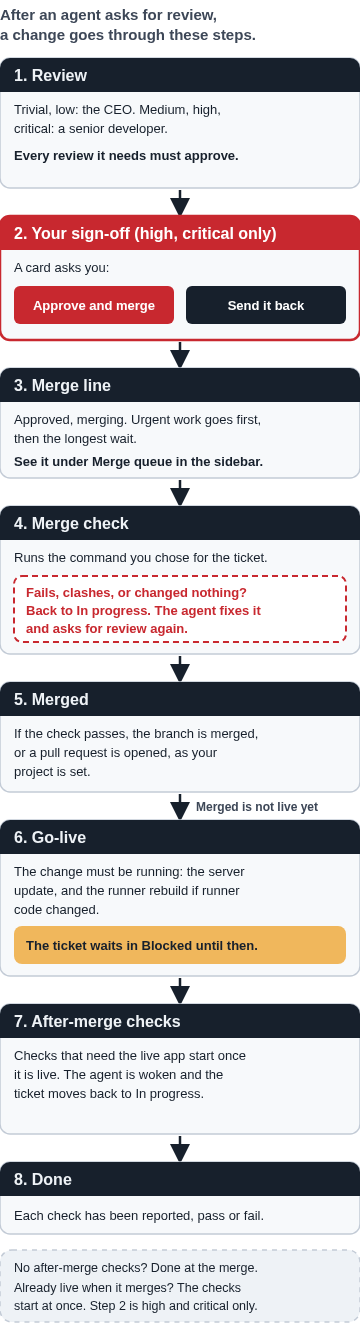 After an agent asks for review,
a change goes through these steps.
1. Review
Trivial, low: the CEO. Medium, high,
critical: a senior developer.
Every review it needs must approve.
2. Your sign-off (high, critical only)
A card asks you:
Approve and merge
Send it back
3. Merge line
Approved, merging. Urgent work goes first,
then the longest wait.
See it under Merge queue in the sidebar.
4. Merge check
Runs the command you chose for the ticket.
Fails, clashes, or changed nothing?
Back to In progress. The agent fixes it
and asks for review again.
5. Merged
If the check passes, the branch is merged,
or a pull request is opened, as your
project is set.
Merged is not live yet
6. Go-live
The change must be running: the server
update, and the runner rebuild if runner
code changed.
The ticket waits in Blocked until then.
7. After-merge checks
Checks that need the live app start once
it is live. The agent is woken and the
ticket moves back to In progress.
8. Done
Each check has been reported, pass or fail.
No after-merge checks? Done at the merge.
Already live when it merges? The checks
start at once. Step 2 is high and critical only.